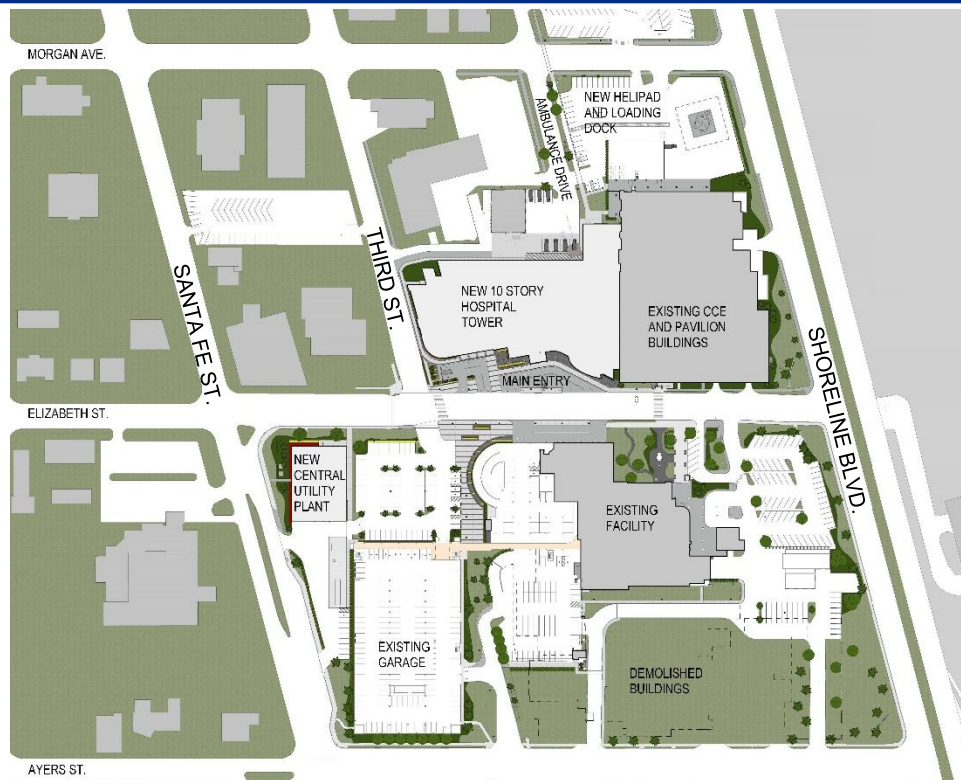 MORGAN AVE.
NEW HELIPAD
AND LOADING
DOCK
AMBULANCE DRIVE
THIRD ST.
SANTA FE ST.
NEW 10 STORY
HOSPITAL
TOWER
EXISTING CCE
AND PAVILION
BUILDINGS
SHORELINE BLVD.
MAIN ENTRY
ELIZABETH ST.
NEW
CENTRAL
UTILITY
PLANT
EXISTING
FACILITY
EXISTING
GARAGE
DEMOLISHED
BUILDINGS
AYERS ST.